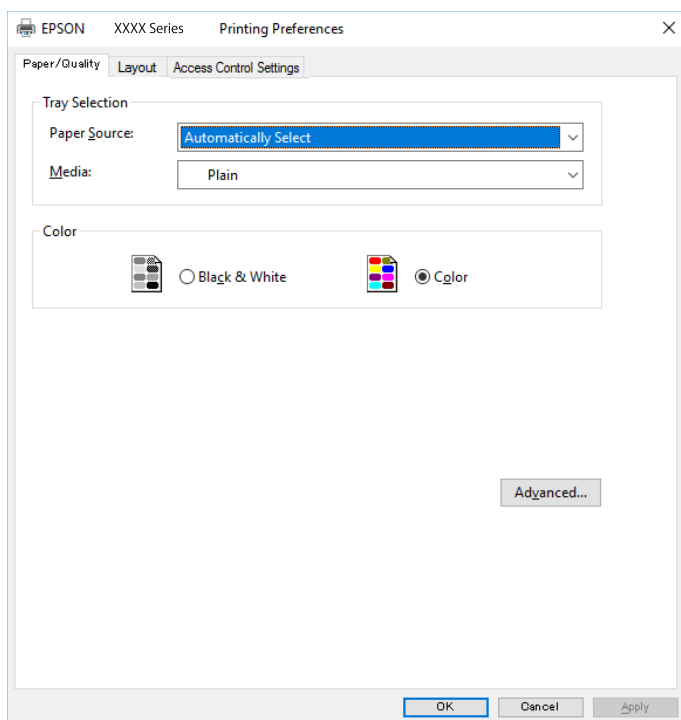 EPSON XXXX Series Printing Preferences
Paper/Quality Layout Access Control Settings
Tray Selection
Paper Source: Automatically Select
Media: Plain
Color
Black & White Color
Advanced...
OK Cancel Apply